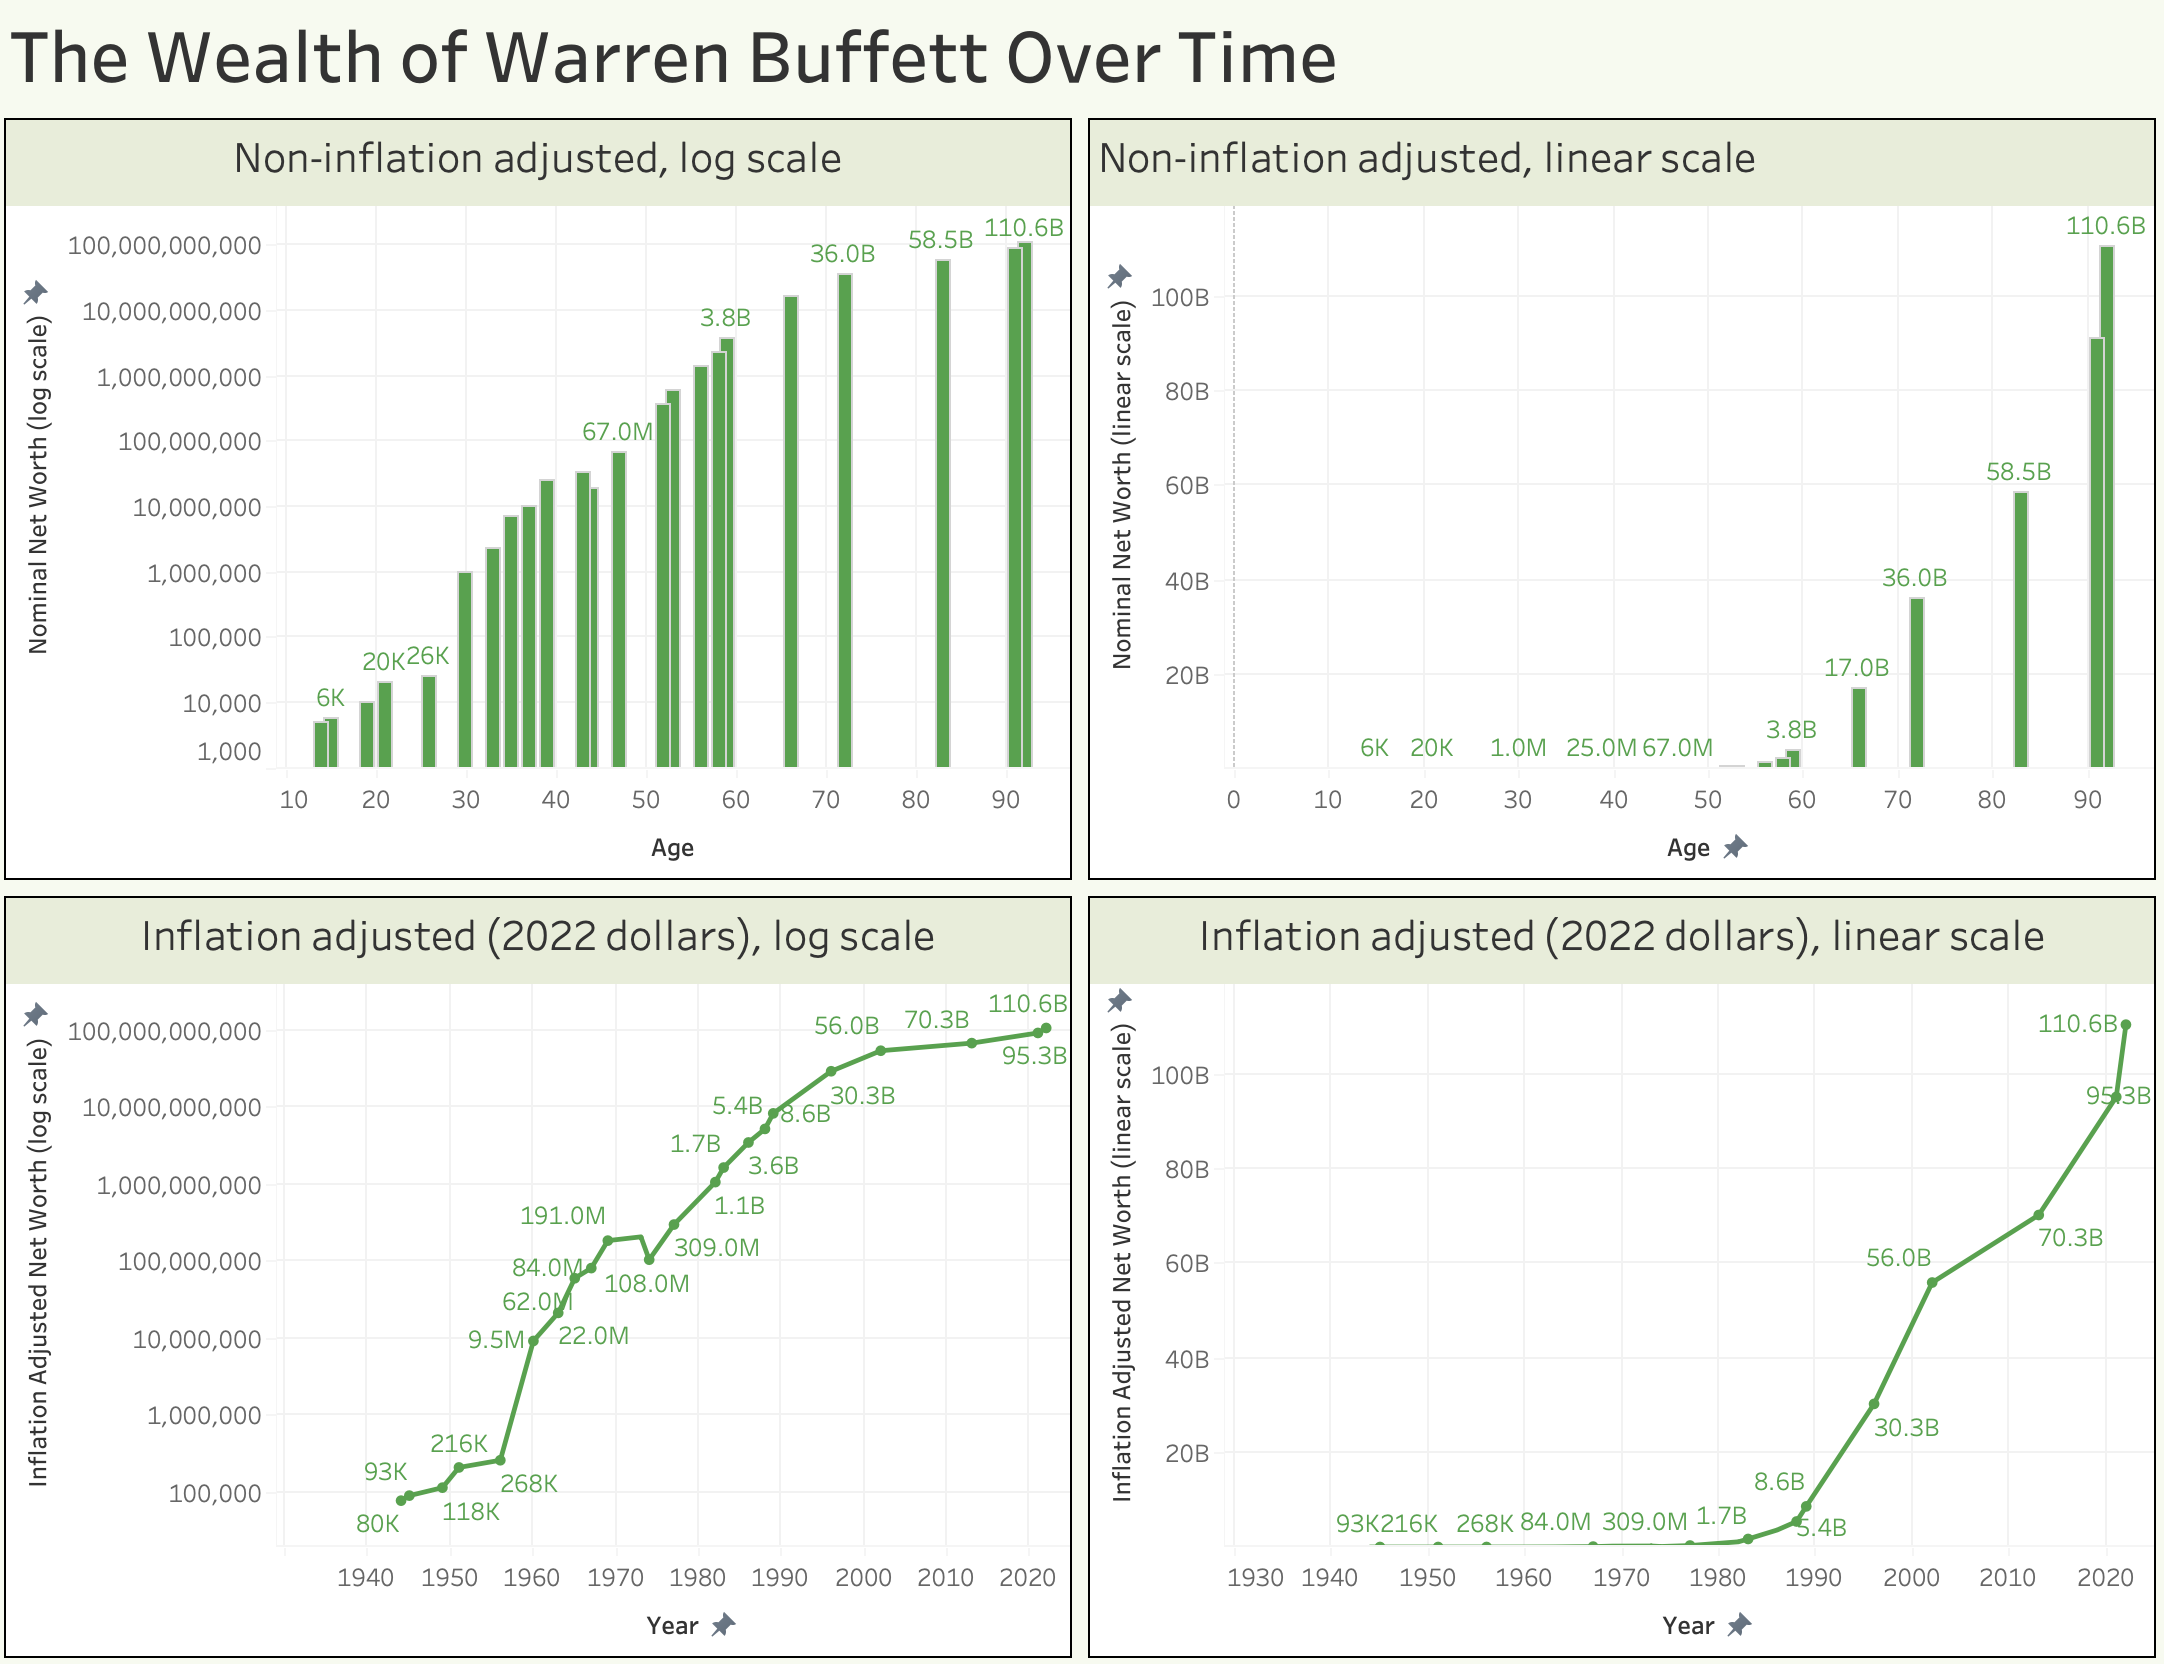 The Wealth of Warren Buffett Over Time
Non-inflation adjusted, log scale
Nominal Net Worth (log scale)
100,000,000,000
10,000,000,000
1,000,000,000
100,000,000
10,000,000
1,000,000
100,000
10,000
1,000
6K
20K
26K
67.0M
3.8B
36.0B
58.5B
110.6B
10 20 30 40 50 60 70 80 90
Age
Non-inflation adjusted, linear scale
Nominal Net Worth (linear scale)
100B
80B
60B
40B
20B
6K
20K
1.0M
25.0M
67.0M
3.8B
17.0B
36.0B
58.5B
110.6B
0 10 20 30 40 50 60 70 80 90
Age
Inflation adjusted (2022 dollars), log scale
Inflation Adjusted Net Worth (log scale)
100,000,000,000
10,000,000,000
1,000,000,000
100,000,000
10,000,000
1,000,000
100,000
80K
93K
118K
216K
268K
9.5M
22.0M
62.0M
84.0M
191.0M
108.0M
309.0M
1.1B
1.7B
3.6B
5.4B
8.6B
30.3B
56.0B
70.3B
95.3B
110.6B
1940 1950 1960 1970 1980 1990 2000 2010 2020
Year
Inflation adjusted (2022 dollars), linear scale
Inflation Adjusted Net Worth (linear scale)
100B
80B
60B
40B
20B
93K
216K
268K
84.0M
309.0M
1.7B
5.4B
8.6B
30.3B
56.0B
70.3B
95.3B
110.6B
1930 1940 1950 1960 1970 1980 1990 2000 2010 2020
Year